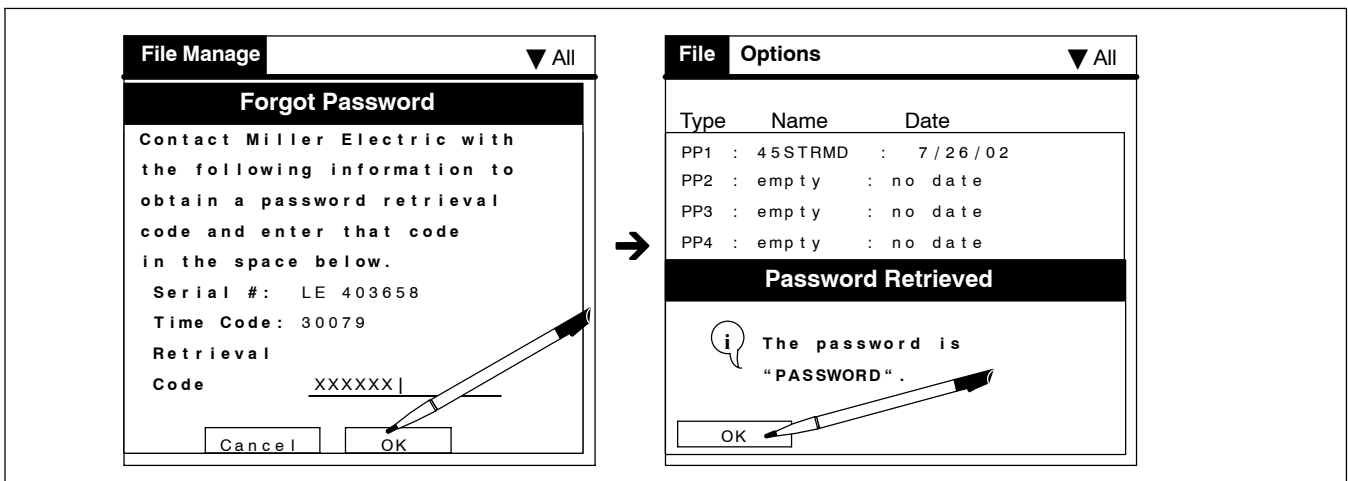 File Manage ▼ All
Forgot Password
Contact Miller Electric with
the following information to
obtain a password retrieval
code and enter that code
in the space below.
Serial #: LE 403658
Time Code: 30079
Retrieval
Code XXXXXX|
Cancel OK
➔
File Options ▼ All
Type Name Date
PP1 : 45STRMD : 7/26/02
PP2 : empty : no date
PP3 : empty : no date
PP4 : empty : no date
Password Retrieved
i The password is
“PASSWORD“.
OK